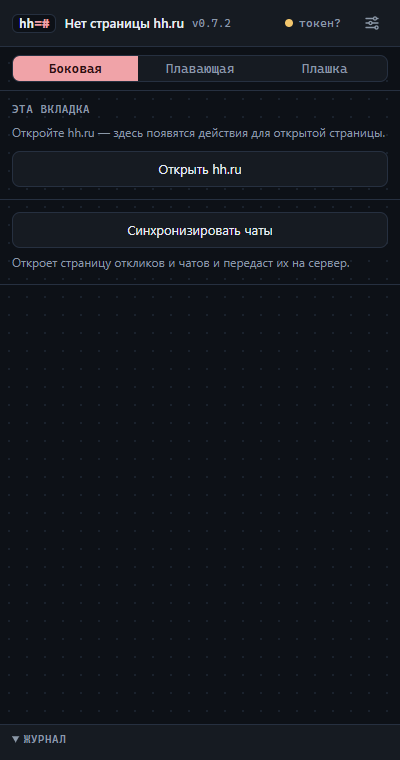 hh=# Нет страницы hh.ru v0.7.2 токен?
Боковая Плавающая Плашка
ЭТА ВКЛАДКА
Откройте hh.ru — здесь появятся действия для открытой страницы.
Открыть hh.ru
Синхронизировать чаты
Откроет страницу откликов и чатов и передаст их на сервер.
▼ ЖУРНАЛ